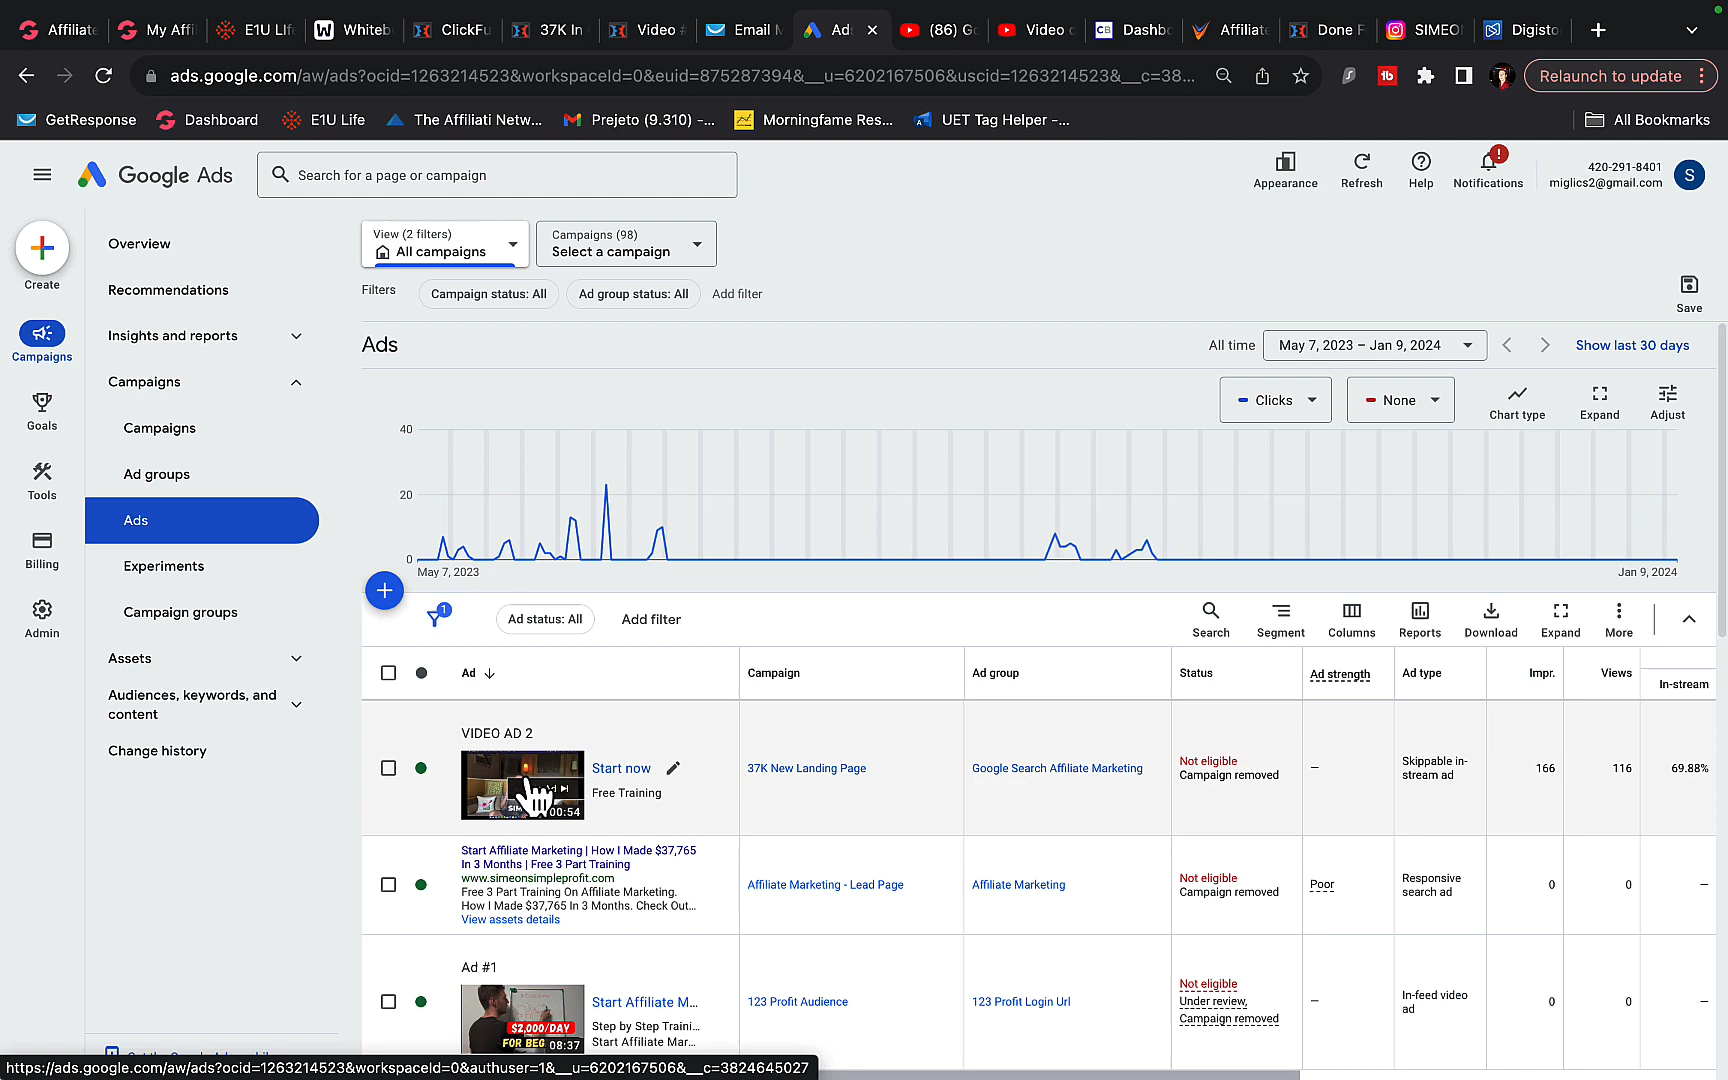 Affiliate
My Affi
E1U Life
Whiteb
ClickFu
37K In
Video #
Email M
Ad
(86) Go
Video c
CB
Dashbo
Affiliate
Done F
SIMEO
Digisto
ads.google.com/aw/ads?ocid=1263214523&workspaceId=0&euid=875287394&__u=6202167506&uscid=1263214523&__c=38...
Relaunch to update
GetResponse
Dashboard
E1U Life
The Affiliati Netw...
Prejeto (9.310) -...
Morningfame Res...
UET Tag Helper -...
All Bookmarks
Google Ads
Search for a page or campaign
Appearance
Refresh
Help
Notifications
420-291-8401
miglics2@gmail.com
S
Create
Campaigns
Goals
Tools
Billing
Admin
Overview
Recommendations
Insights and reports
Campaigns
Campaigns
Ad groups
Ads
Experiments
Campaign groups
Assets
Audiences, keywords, and
content
Change history
View (2 filters)
All campaigns
Campaigns (98)
Select a campaign
Filters
Campaign status: All
Ad group status: All
Add filter
Save
Ads
All time
May 7, 2023 – Jan 9, 2024
Show last 30 days
Clicks
None
Chart type
Expand
Adjust
40
20
0
May 7, 2023
Jan 9, 2024
1
Ad status: All
Add filter
Search
Segment
Columns
Reports
Download
Expand
More
Ad
Campaign
Ad group
Status
Ad strength
Ad type
Impr.
Views
In-stream
VIDEO AD 2
00:54
Start now
Free Training
37K New Landing Page
Google Search Affiliate Marketing
Not eligible
Campaign removed
–
Skippable in-
stream ad
166
116
69.88%
Start Affiliate Marketing | How I Made $37,765
In 3 Months | Free 3 Part Training
www.simeonsimpleprofit.com
Free 3 Part Training On Affiliate Marketing.
How I Made $37,765 In 3 Months. Check Out...
View assets details
Affiliate Marketing - Lead Page
Affiliate Marketing
Not eligible
Campaign removed
Poor
Responsive
search ad
0
0
–
Ad #1
$2,000/DAY
FOR BEG
08:37
Start Affiliate M...
Step by Step Traini...
Start Affiliate Mar...
123 Profit Audience
123 Profit Login Url
Not eligible
Under review,
Campaign removed
–
In-feed video
ad
0
0
–
https://ads.google.com/aw/ads?ocid=1263214523&workspaceId=0&authuser=1&__u=6202167506&__c=3824645027